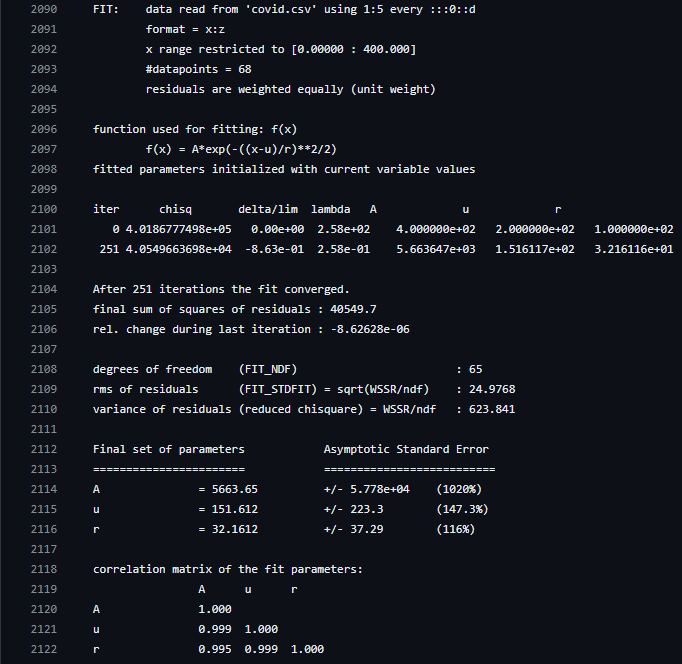 2090 FIT:    data read from 'covid.csv' using 1:5 every :::0::d
2091         format = x:z
2092         x range restricted to [0.00000 : 400.000]
2093         #datapoints = 68
2094         residuals are weighted equally (unit weight)
2095
2096 function used for fitting: f(x)
2097         f(x) = A*exp(-((x-u)/r)**2/2)
2098 fitted parameters initialized with current variable values
2099
2100 iter      chisq       delta/lim  lambda   A             u             r
2101    0 4.0186777498e+05   0.00e+00  2.58e+02    4.000000e+02   2.000000e+02   1.000000e+02
2102  251 4.0549663698e+04  -8.63e-01  2.58e-01    5.663647e+03   1.516117e+02   3.216116e+01
2103
2104 After 251 iterations the fit converged.
2105 final sum of squares of residuals : 40549.7
2106 rel. change during last iteration : -8.62628e-06
2107
2108 degrees of freedom    (FIT_NDF)                        : 65
2109 rms of residuals      (FIT_STDFIT) = sqrt(WSSR/ndf)    : 24.9768
2110 variance of residuals (reduced chisquare) = WSSR/ndf   : 623.841
2111
2112 Final set of parameters            Asymptotic Standard Error
2113 =======================            ==========================
2114 A               = 5663.65          +/- 5.778e+04    (1020%)
2115 u               = 151.612          +/- 223.3        (147.3%)
2116 r               = 32.1612          +/- 37.29        (116%)
2117
2118 correlation matrix of the fit parameters:
2119                 A      u      r
2120 A               1.000
2121 u               0.999  1.000
2122 r               0.995  0.999  1.000